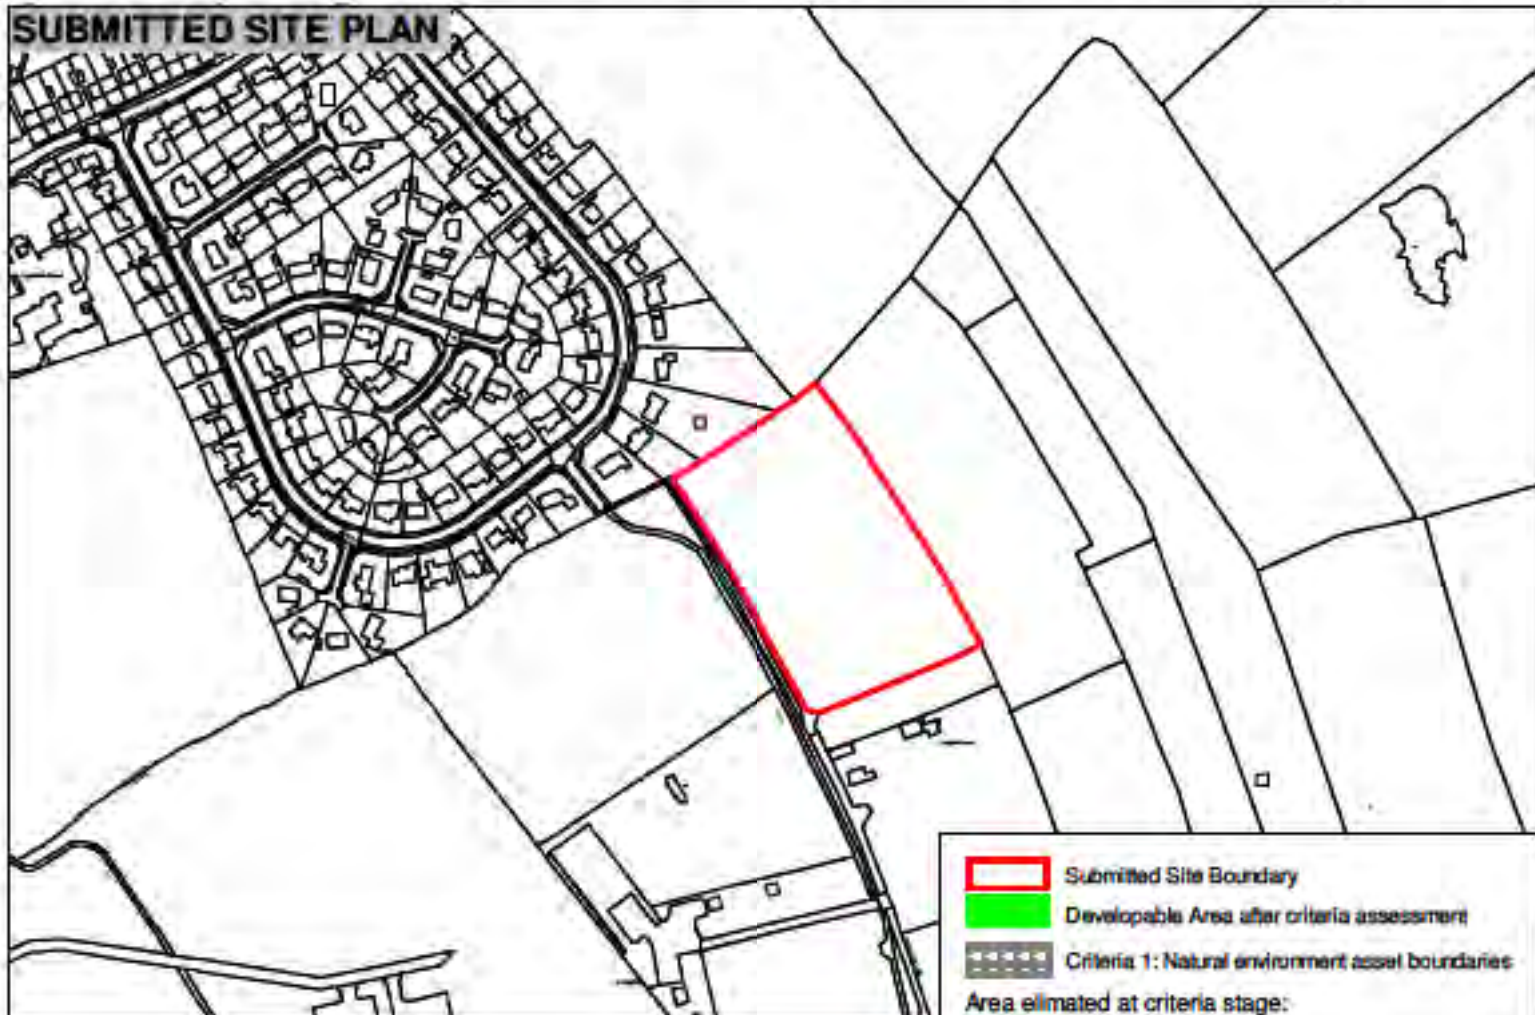 SUBMITTED SITE PLAN
Submitted Site Boundary
Developable Area after criteria assessment
Criteria 1: Natural environment asset boundaries
Area elimated at criteria stage: